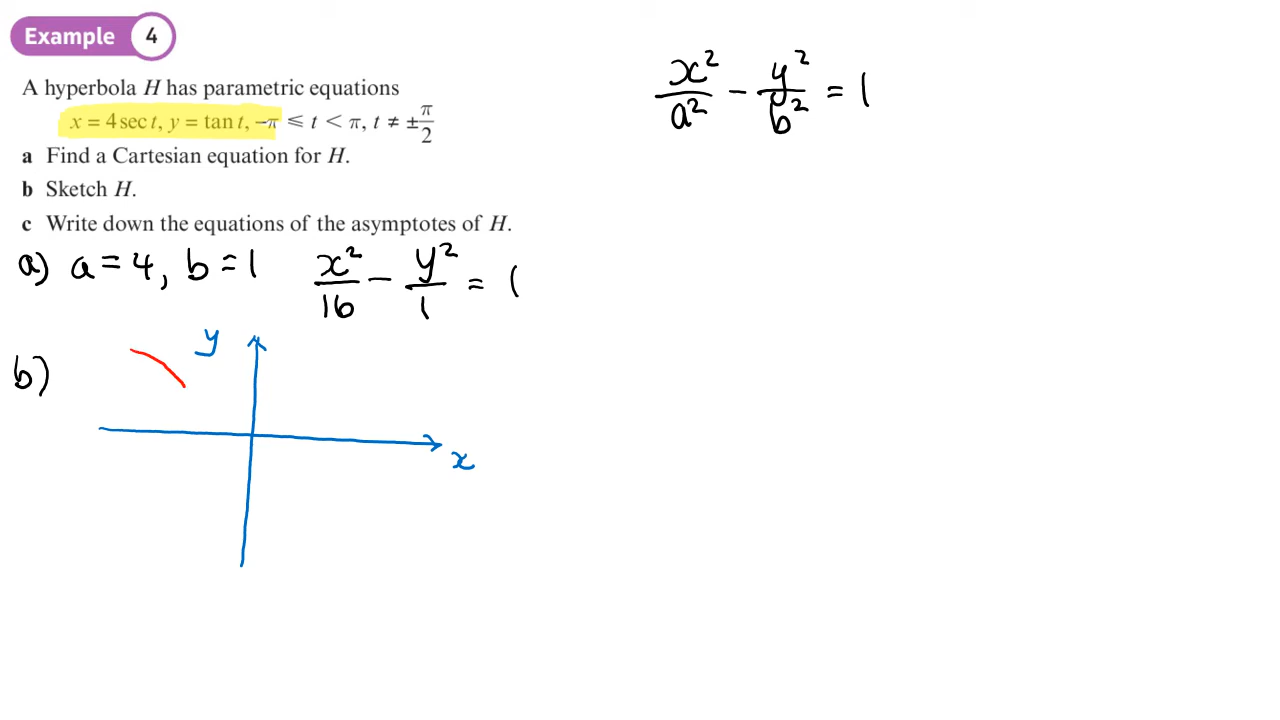 Example 4
A hyperbola H has parametric equations
x = 4 sec t, y = tan t, −π ⩽ t < π, t ≠ ±π/2
a Find a Cartesian equation for H.
b Sketch H.
c Write down the equations of the asymptotes of H.
x²/a² − y²/b² = 1
a) a = 4, b = 1 x²/16 − y²/1 = 1
b)
y
x